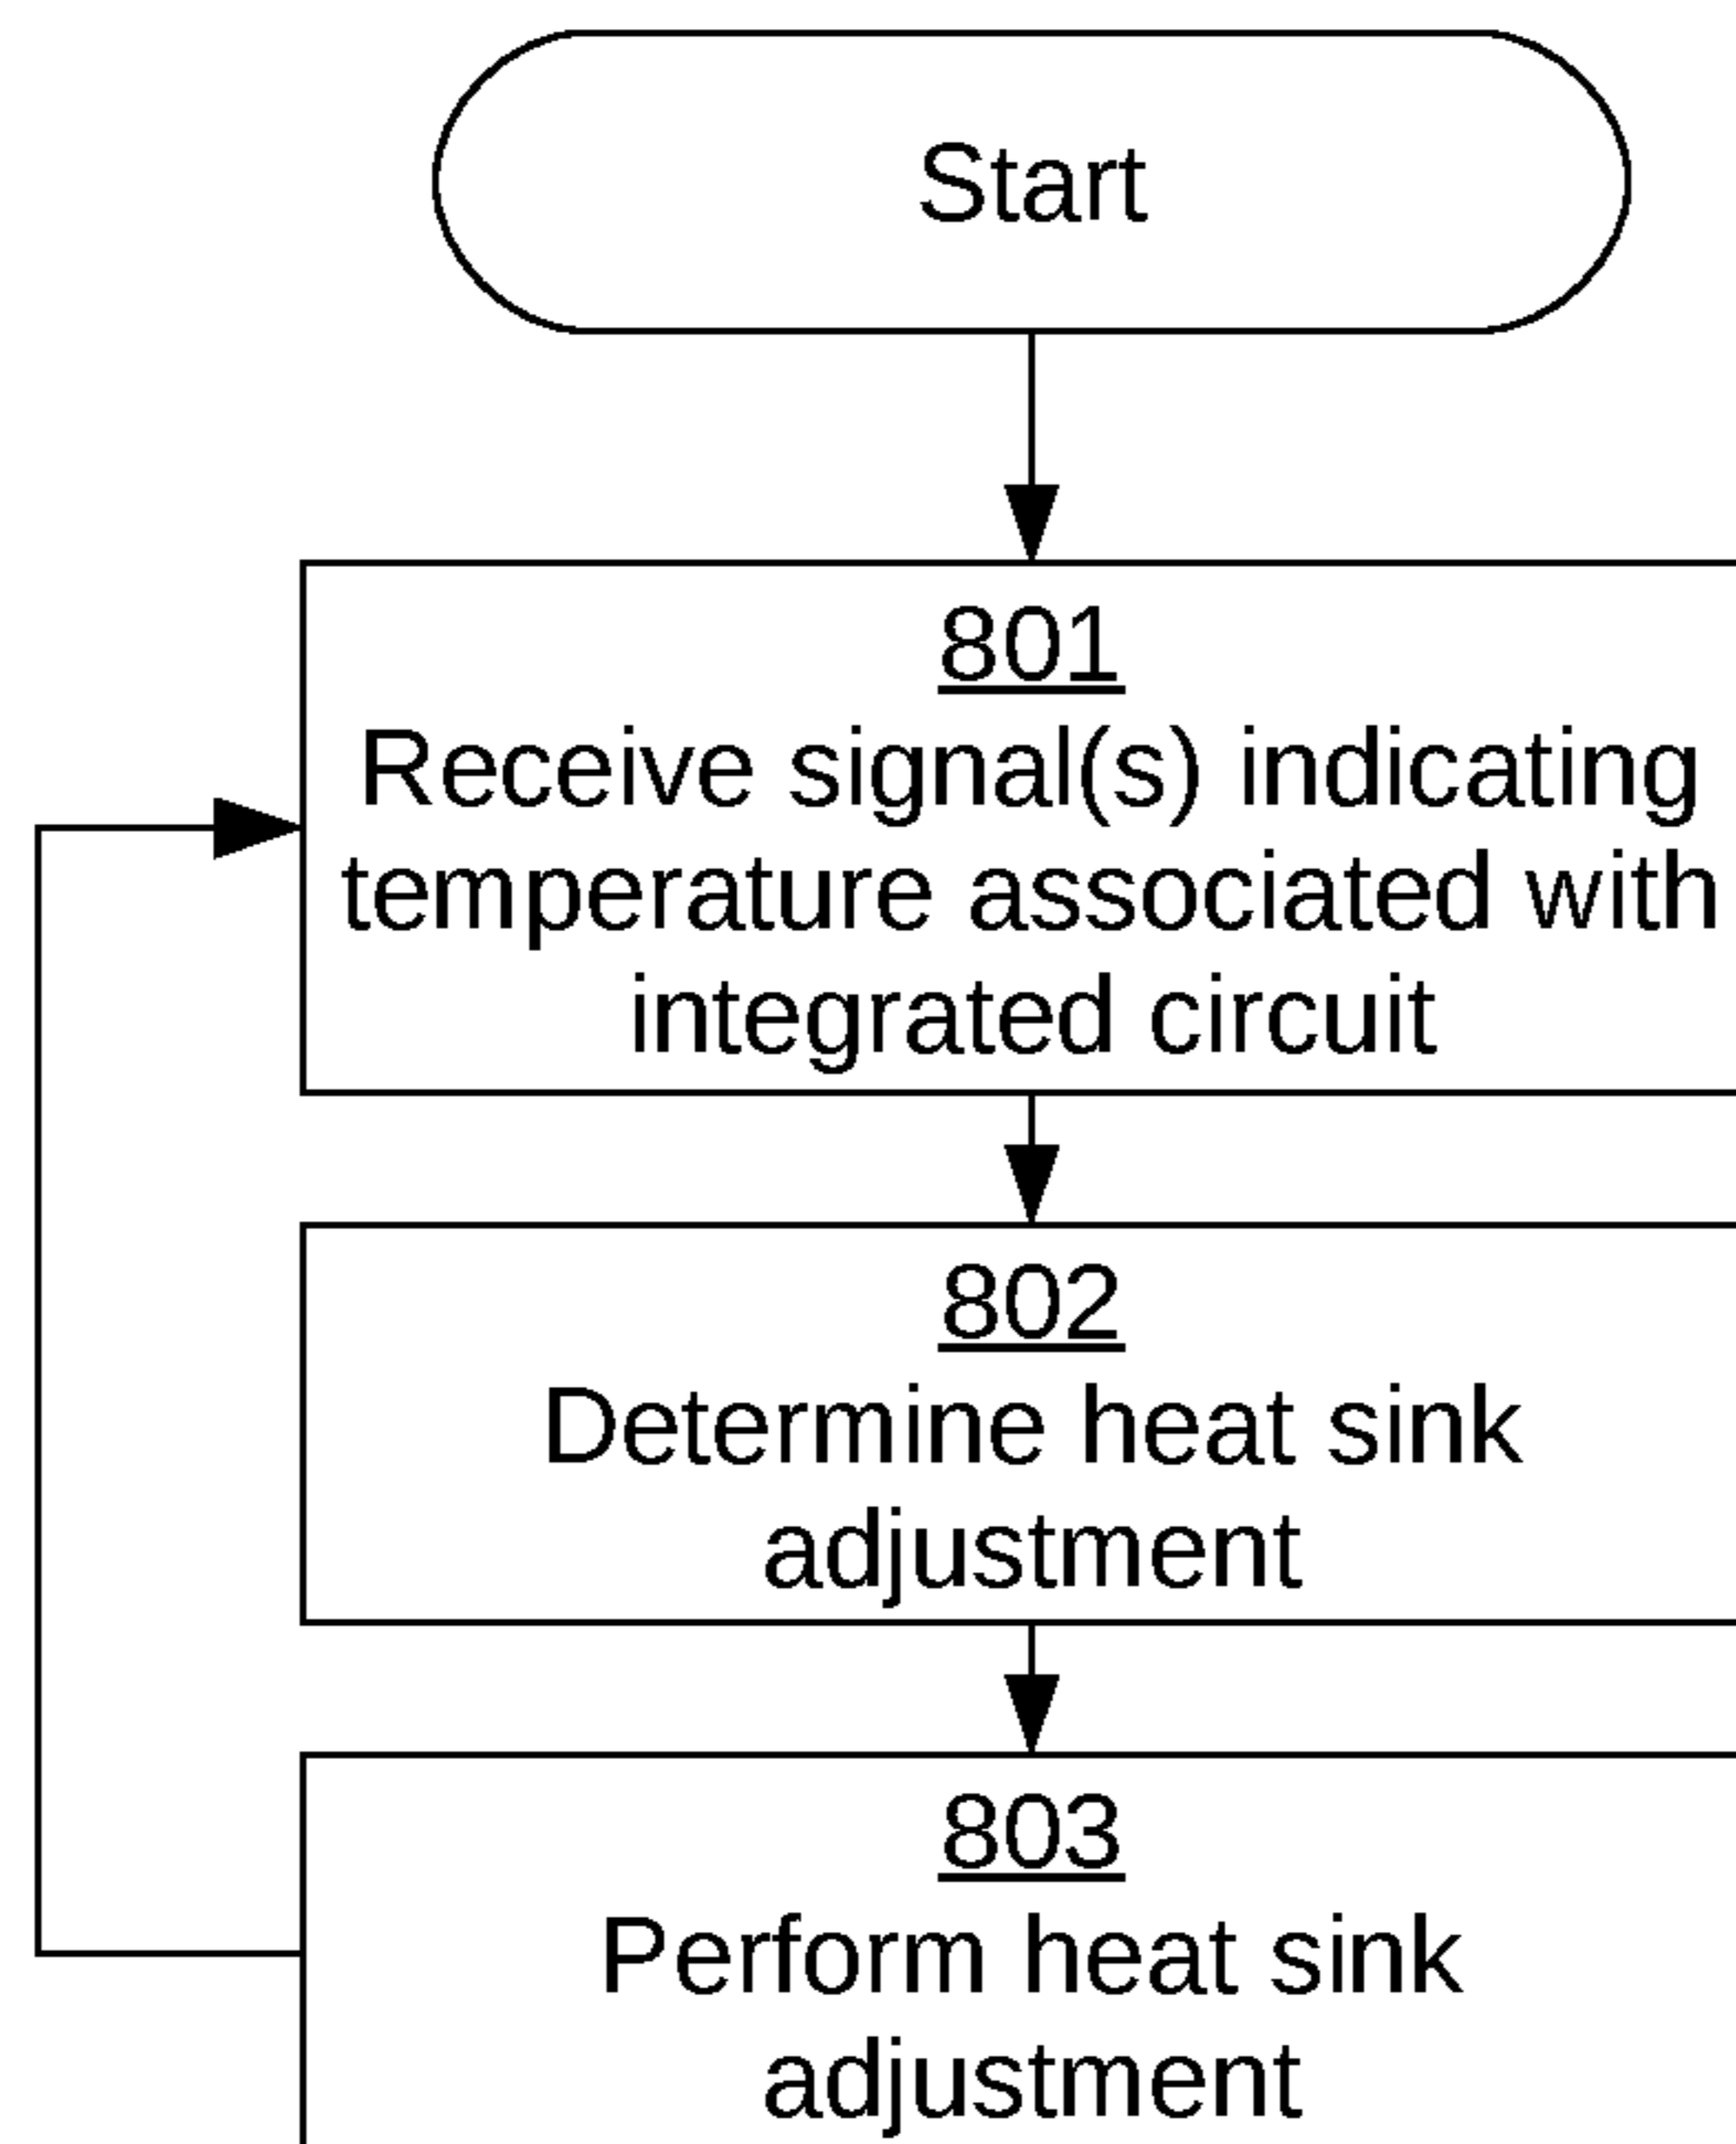 Start
801
Receive signal(s) indicating
temperature associated with
integrated circuit
802
Determine heat sink
adjustment
803
Perform heat sink
adjustment